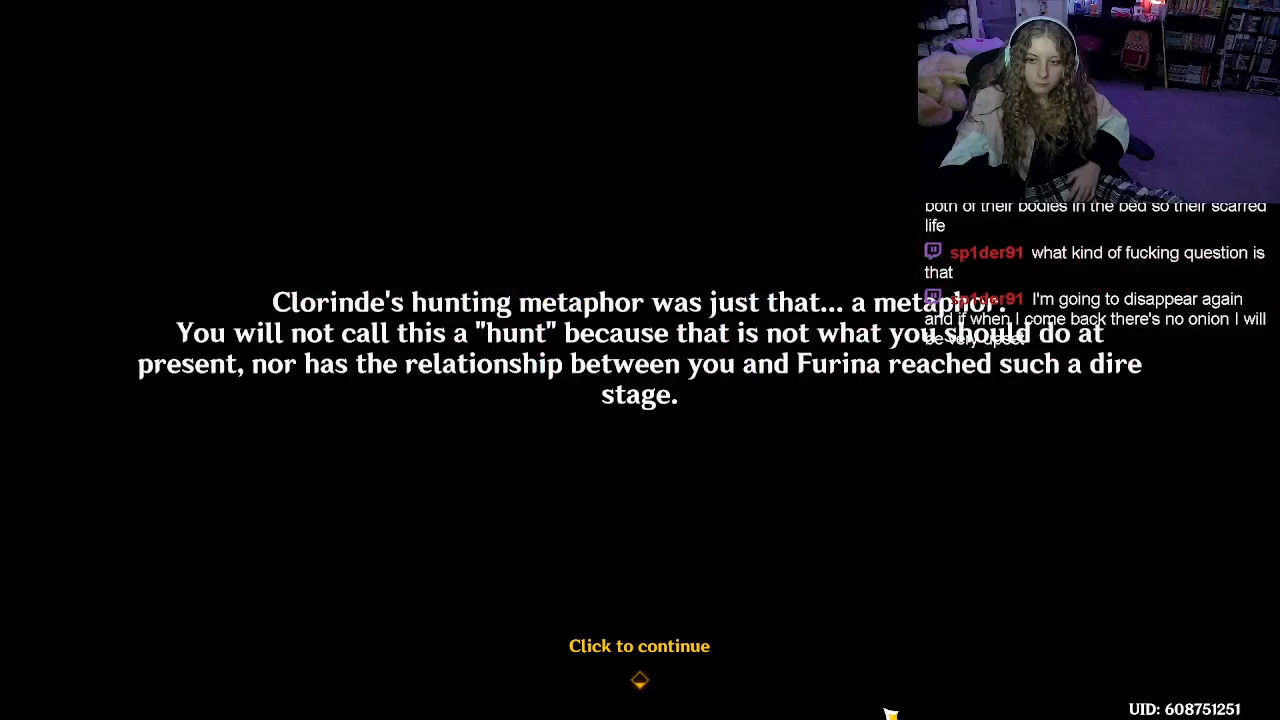 both of their bodies in the bed so their scarred
life
sp1der91 what kind of fucking question is
that
sp1der91 I'm going to disappear again
and if when I come back there's no onion I will
be very upset
Clorinde's hunting metaphor was just that... a metaphor.
You will not call this a "hunt" because that is not what you should do at
present, nor has the relationship between you and Furina reached such a dire
stage.
Click to continue
UID: 608751251